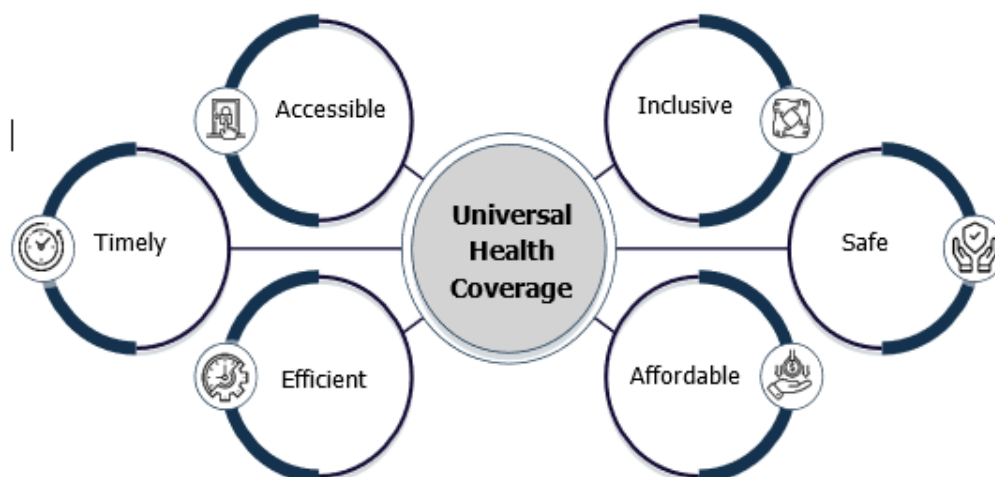 Accessible
Inclusive
Timely
Universal
Health
Coverage
Safe
Efficient
Affordable